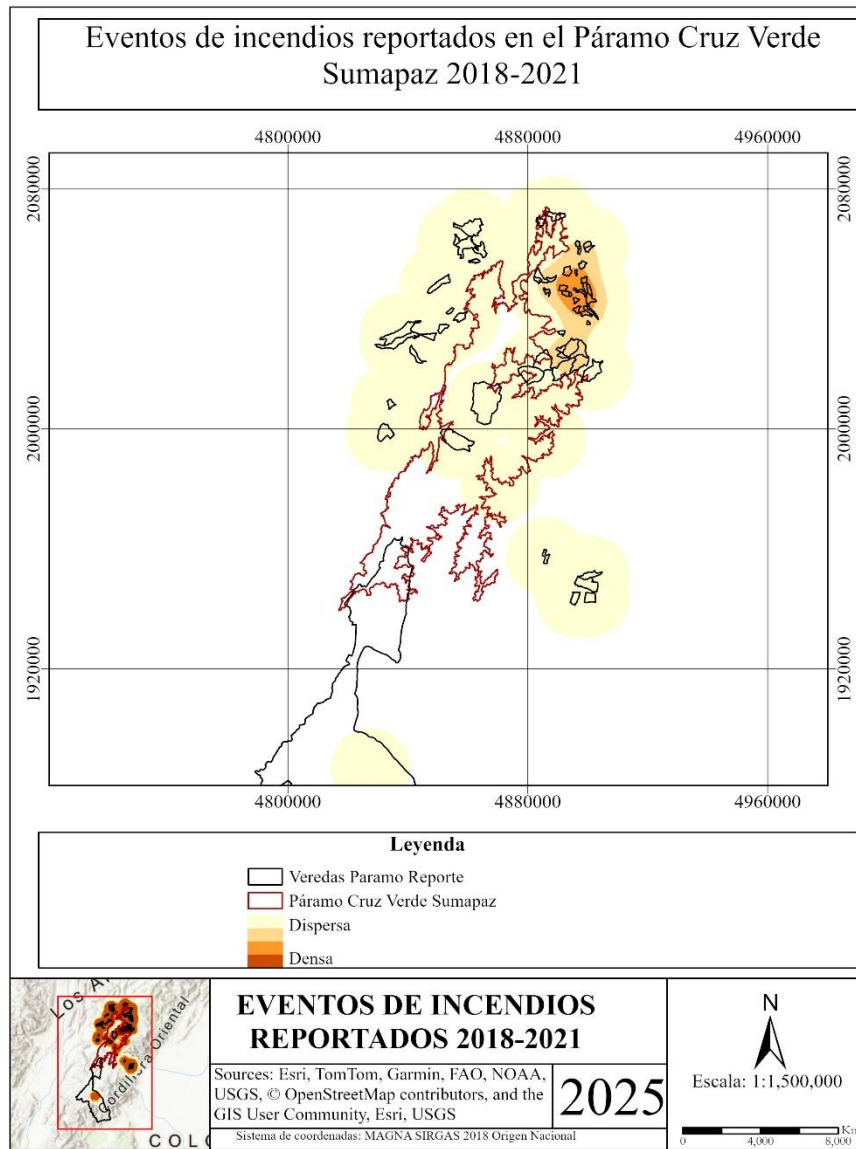 Eventos de incendios reportados en el Páramo Cruz Verde
Sumapaz 2018-2021
4800000 4880000 4960000
2080000 2080000
2000000 2000000
1920000 1920000
4800000 4880000 4960000
Leyenda
Veredas Paramo Reporte
Páramo Cruz Verde Sumapaz
Dispersa
Densa
Los A
Cordillera Oriental
COLO
EVENTOS DE INCENDIOS
REPORTADOS 2018-2021
Sources: Esri, TomTom, Garmin, FAO, NOAA,
USGS, © OpenStreetMap contributors, and the
GIS User Community, Esri, USGS
2025
Sistema de coordenadas: MAGNA SIRGAS 2018 Origen Nacional
N
Escala: 1:1,500,000
Km
0 4,000 8,000